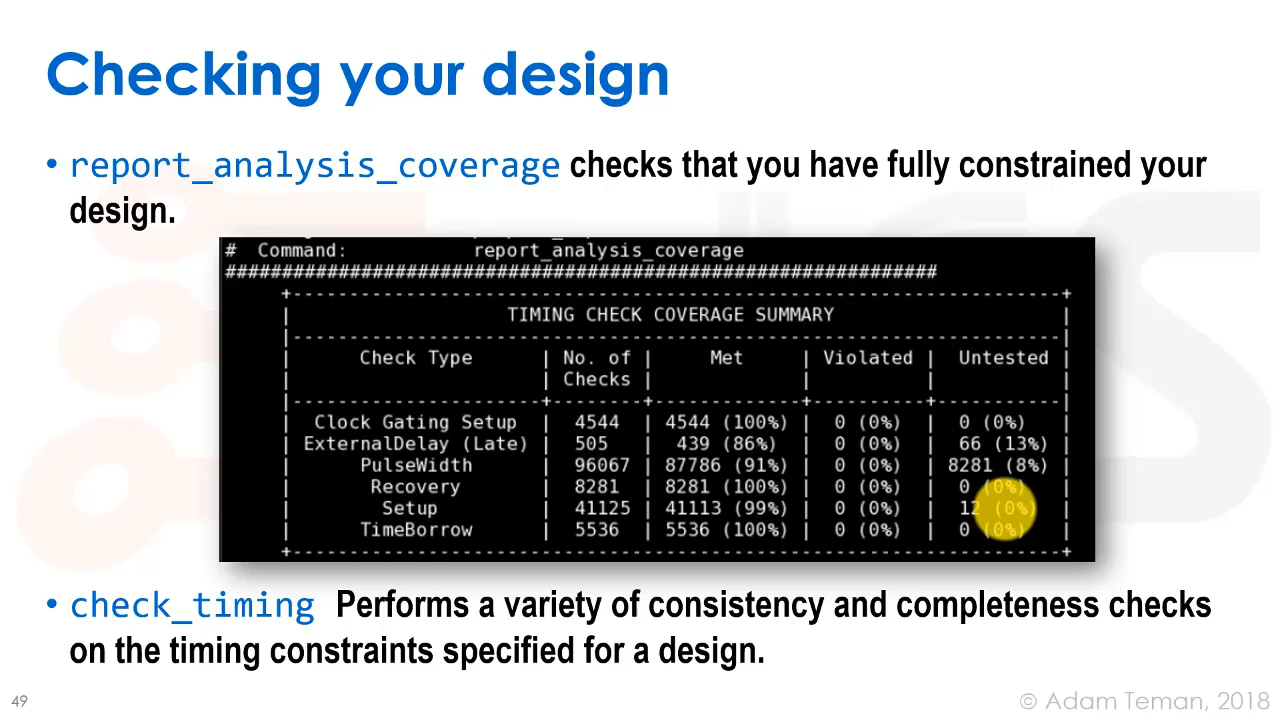 Checking your design
• report_analysis_coverage checks that you have fully constrained your
design.
# Command: report_analysis_coverage
###############################################################
+---------------------------------------------------------------------+
| TIMING CHECK COVERAGE SUMMARY |
|---------------------------------------------------------------------|
| Check Type | No. of | Met | Violated | Untested |
| | Checks | | | |
|----------------------+--------+-------------+----------+-----------|
| Clock Gating Setup | 4544 | 4544 (100%) | 0 (0%) | 0 (0%) |
| ExternalDelay (Late) | 505 | 439 (86%) | 0 (0%) | 66 (13%) |
| PulseWidth | 96067 | 87786 (91%) | 0 (0%) | 8281 (8%) |
| Recovery | 8281 | 8281 (100%) | 0 (0%) | 0 (0%) |
| Setup | 41125 | 41113 (99%) | 0 (0%) | 12 (0%) |
| TimeBorrow | 5536 | 5536 (100%) | 0 (0%) | 0 (0%) |
+---------------------------------------------------------------------+
• check_timing Performs a variety of consistency and completeness checks
on the timing constraints specified for a design.
49
© Adam Teman, 2018